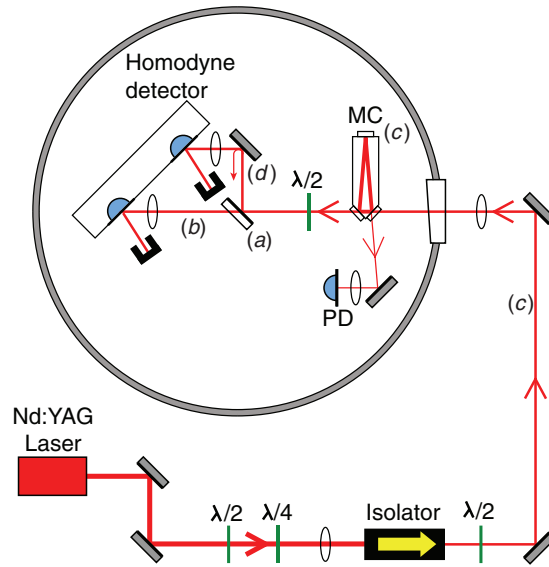 Homodyne
detector
MC
(c)
(d)
λ/2
(b)
(a)
PD
(c)
Nd:YAG
Laser
λ/2
λ/4
Isolator
λ/2